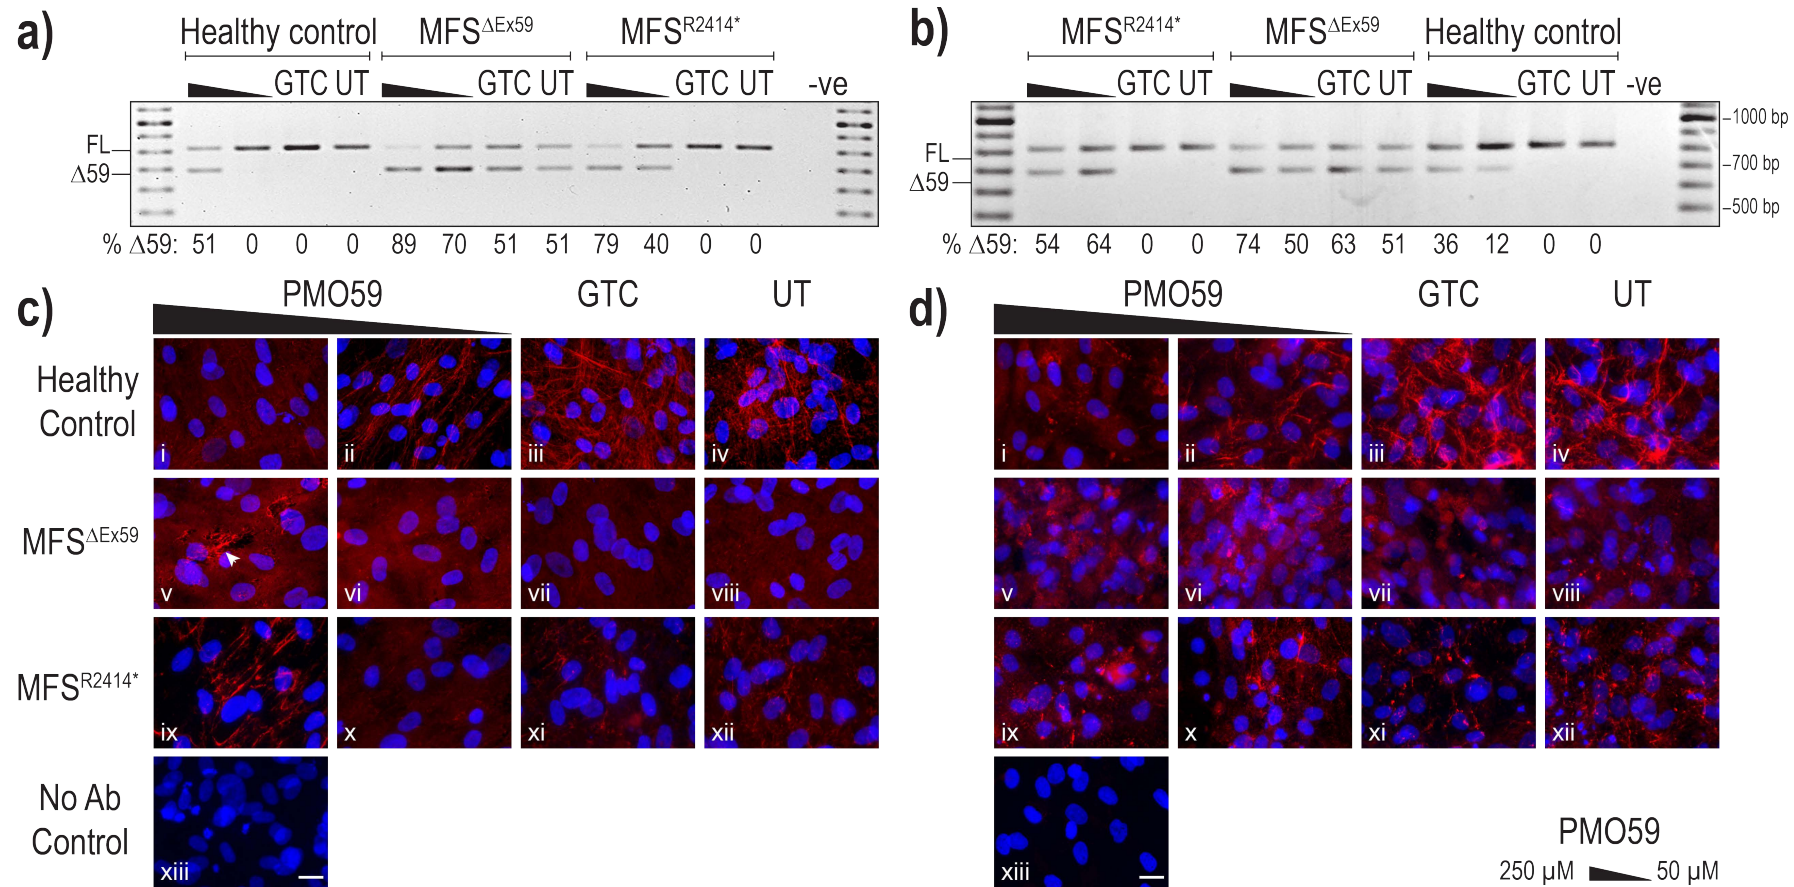 a)
Healthy control MFSΔEx59 MFSR2414*
GTC UT GTC UT GTC UT -ve
FL
Δ59
% Δ59: 51 0 0 0 89 70 51 51 79 40 0 0
b)
MFSR2414* MFSΔEx59 Healthy control
GTC UT GTC UT GTC UT -ve
FL
Δ59
1000 bp
700 bp
500 bp
% Δ59: 54 64 0 0 74 50 63 51 36 12 0 0
c)
PMO59 GTC UT
Healthy
Control
i ii iii iv
MFSΔEx59
v vi vii viii
MFSR2414*
ix x xi xii
No Ab
Control
xiii
d)
PMO59 GTC UT
i ii iii iv
v vi vii viii
ix x xi xii
xiii
PMO59
250 µM 50 µM